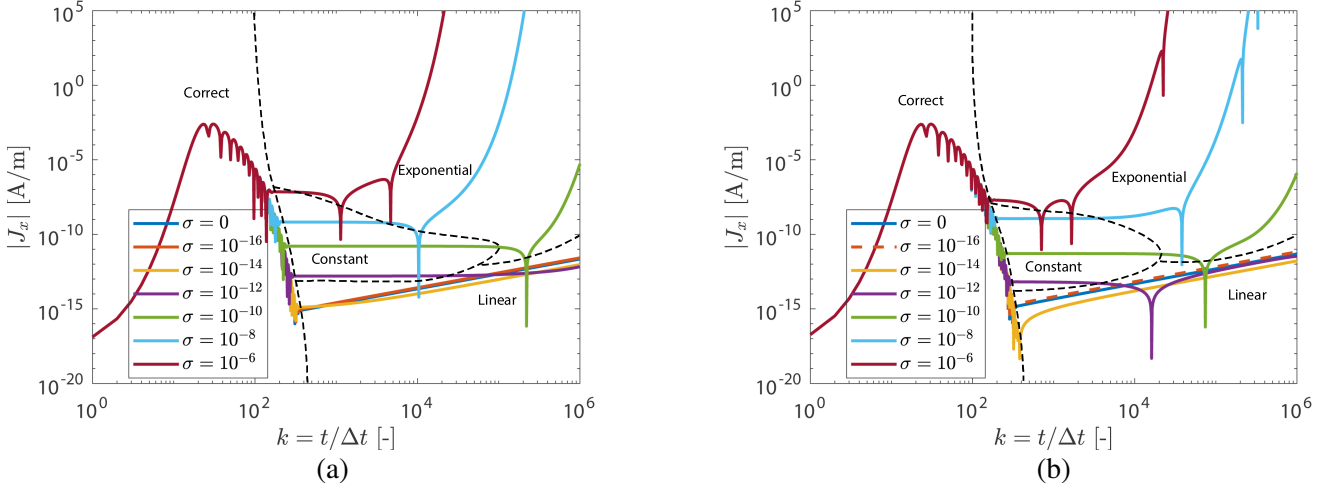 10^5
10^0
10^-5
10^-10
10^-15
10^-20
|J_x| [A/m]
Correct
Exponential
Constant
Linear
σ = 0
σ = 10^-16
σ = 10^-14
σ = 10^-12
σ = 10^-10
σ = 10^-8
σ = 10^-6
10^0 10^2 10^4 10^6
k = t/Δt [-]
(a)
10^5
10^0
10^-5
10^-10
10^-15
10^-20
|J_x| [A/m]
Correct
Exponential
Constant
Linear
σ = 0
σ = 10^-16
σ = 10^-14
σ = 10^-12
σ = 10^-10
σ = 10^-8
σ = 10^-6
10^0 10^2 10^4 10^6
k = t/Δt [-]
(b)